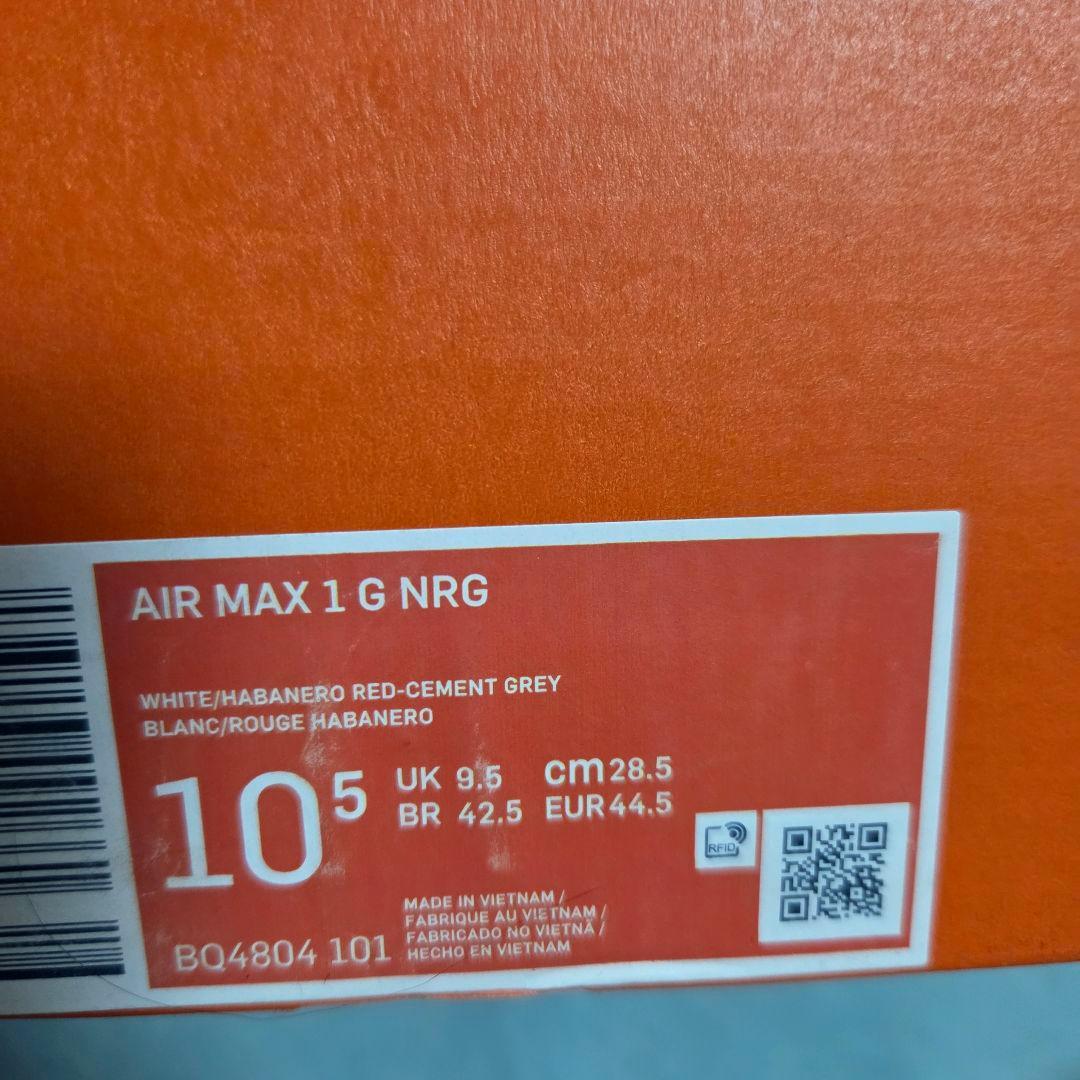 AIR MAX 1 G NRG
WHITE/HABANERO RED-CEMENT GREY
BLANC/ROUGE HABANERO
10 5
UK 9.5 cm 28.5
BR 42.5 EUR 44.5
RFID
MADE IN VIETNAM /
FABRIQUE AU VIETNAM /
FABRICADO NO VIETNÃ /
HECHO EN VIETNAM
BQ4804 101